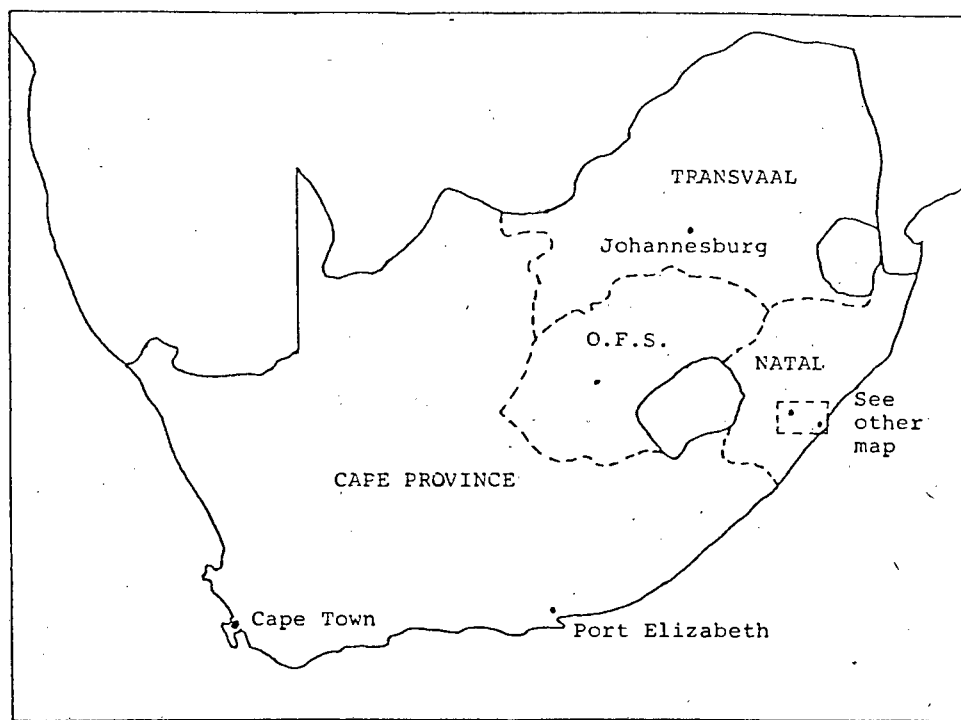 TRANSVAAL
Johannesburg
O.F.S.
NATAL
See
other
map
CAPE PROVINCE
Cape Town
Port Elizabeth